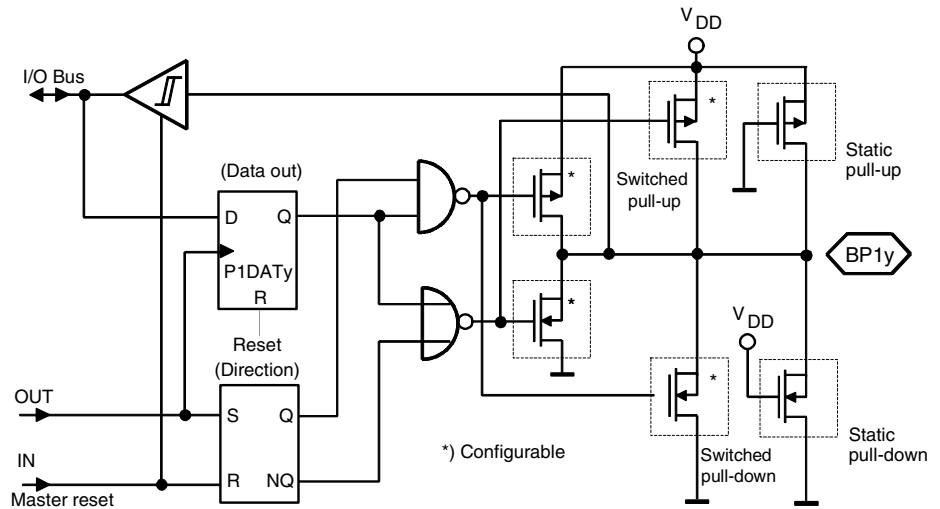 V DD
I/O Bus
*
(Data out)
Static
pull-up
*
Switched
pull-up
D
Q
P1DATy
R
BP1y
*
V DD
Reset
(Direction)
OUT
S
Q
*
*) Configurable
IN
R
NQ
Switched
pull-down
Static
pull-down
Master reset